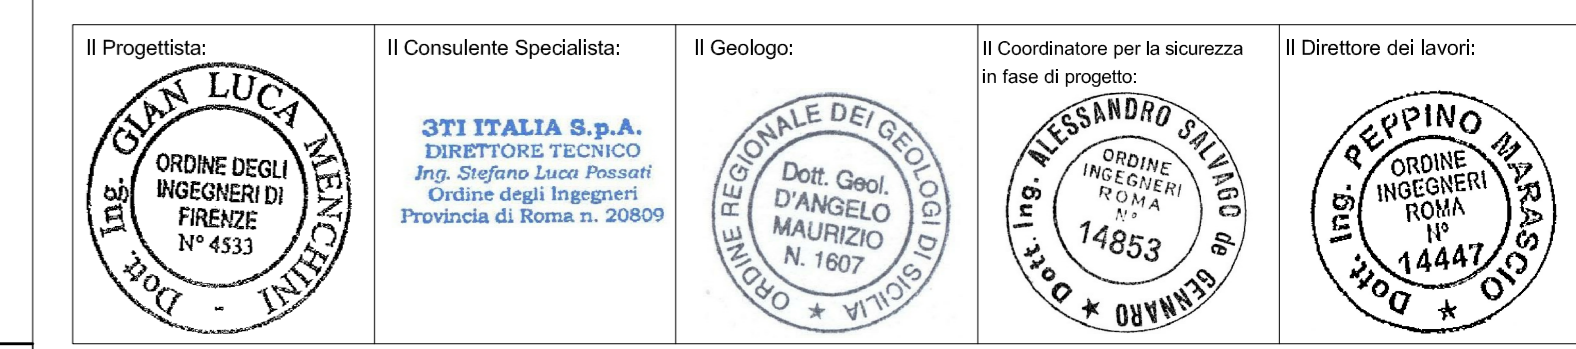 Il Progettista:
Dott. Ing. GIAN LUCA MENCHINI -
ORDINE DEGLI
INGEGNERI DI
FIRENZE
N° 4533
Il Consulente Specialista:
3TI ITALIA S.p.A.
DIRETTORE TECNICO
Ing. Stefano Luca Possati
Ordine degli Ingegneri
Provincia di Roma n. 20809
Il Geologo:
ORDINE REGIONALE DEI GEOLOGI DI SICILIA ★
Dott. Geol.
D'ANGELO
MAURIZIO
N. 1607
Il Coordinatore per la sicurezza
in fase di progetto:
Dott. Ing. ALESSANDRO SALVAGO de GENNARO ★
ORDINE
INGEGNERI
ROMA
N°
14853
Il Direttore dei lavori:
Dott. Ing. PEPPINO MARASCIO ★
ORDINE
INGEGNERI
ROMA
N°
14447